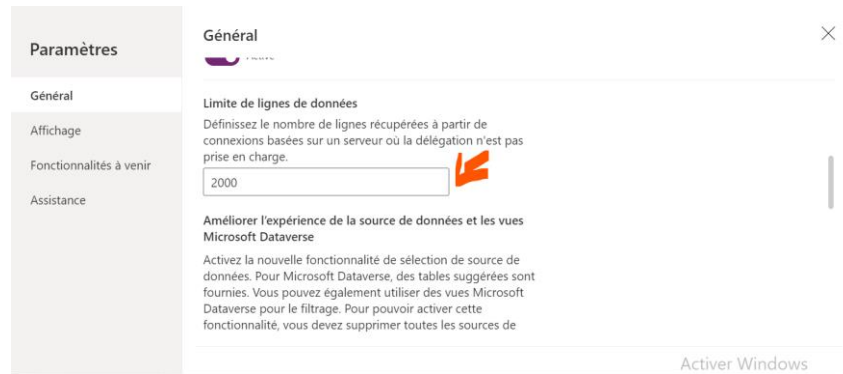 Paramètres
Général
Affichage
Fonctionnalités à venir
Assistance
Général
Limite de lignes de données
Définissez le nombre de lignes récupérées à partir de
connexions basées sur un serveur où la délégation n'est pas
prise en charge.
2000
Améliorer l'expérience de la source de données et les vues
Microsoft Dataverse
Activez la nouvelle fonctionnalité de sélection de source de
données. Pour Microsoft Dataverse, des tables suggérées sont
fournies. Vous pouvez également utiliser des vues Microsoft
Dataverse pour le filtrage. Pour pouvoir activer cette
fonctionnalité, vous devez supprimer toutes les sources de
Activer Windows